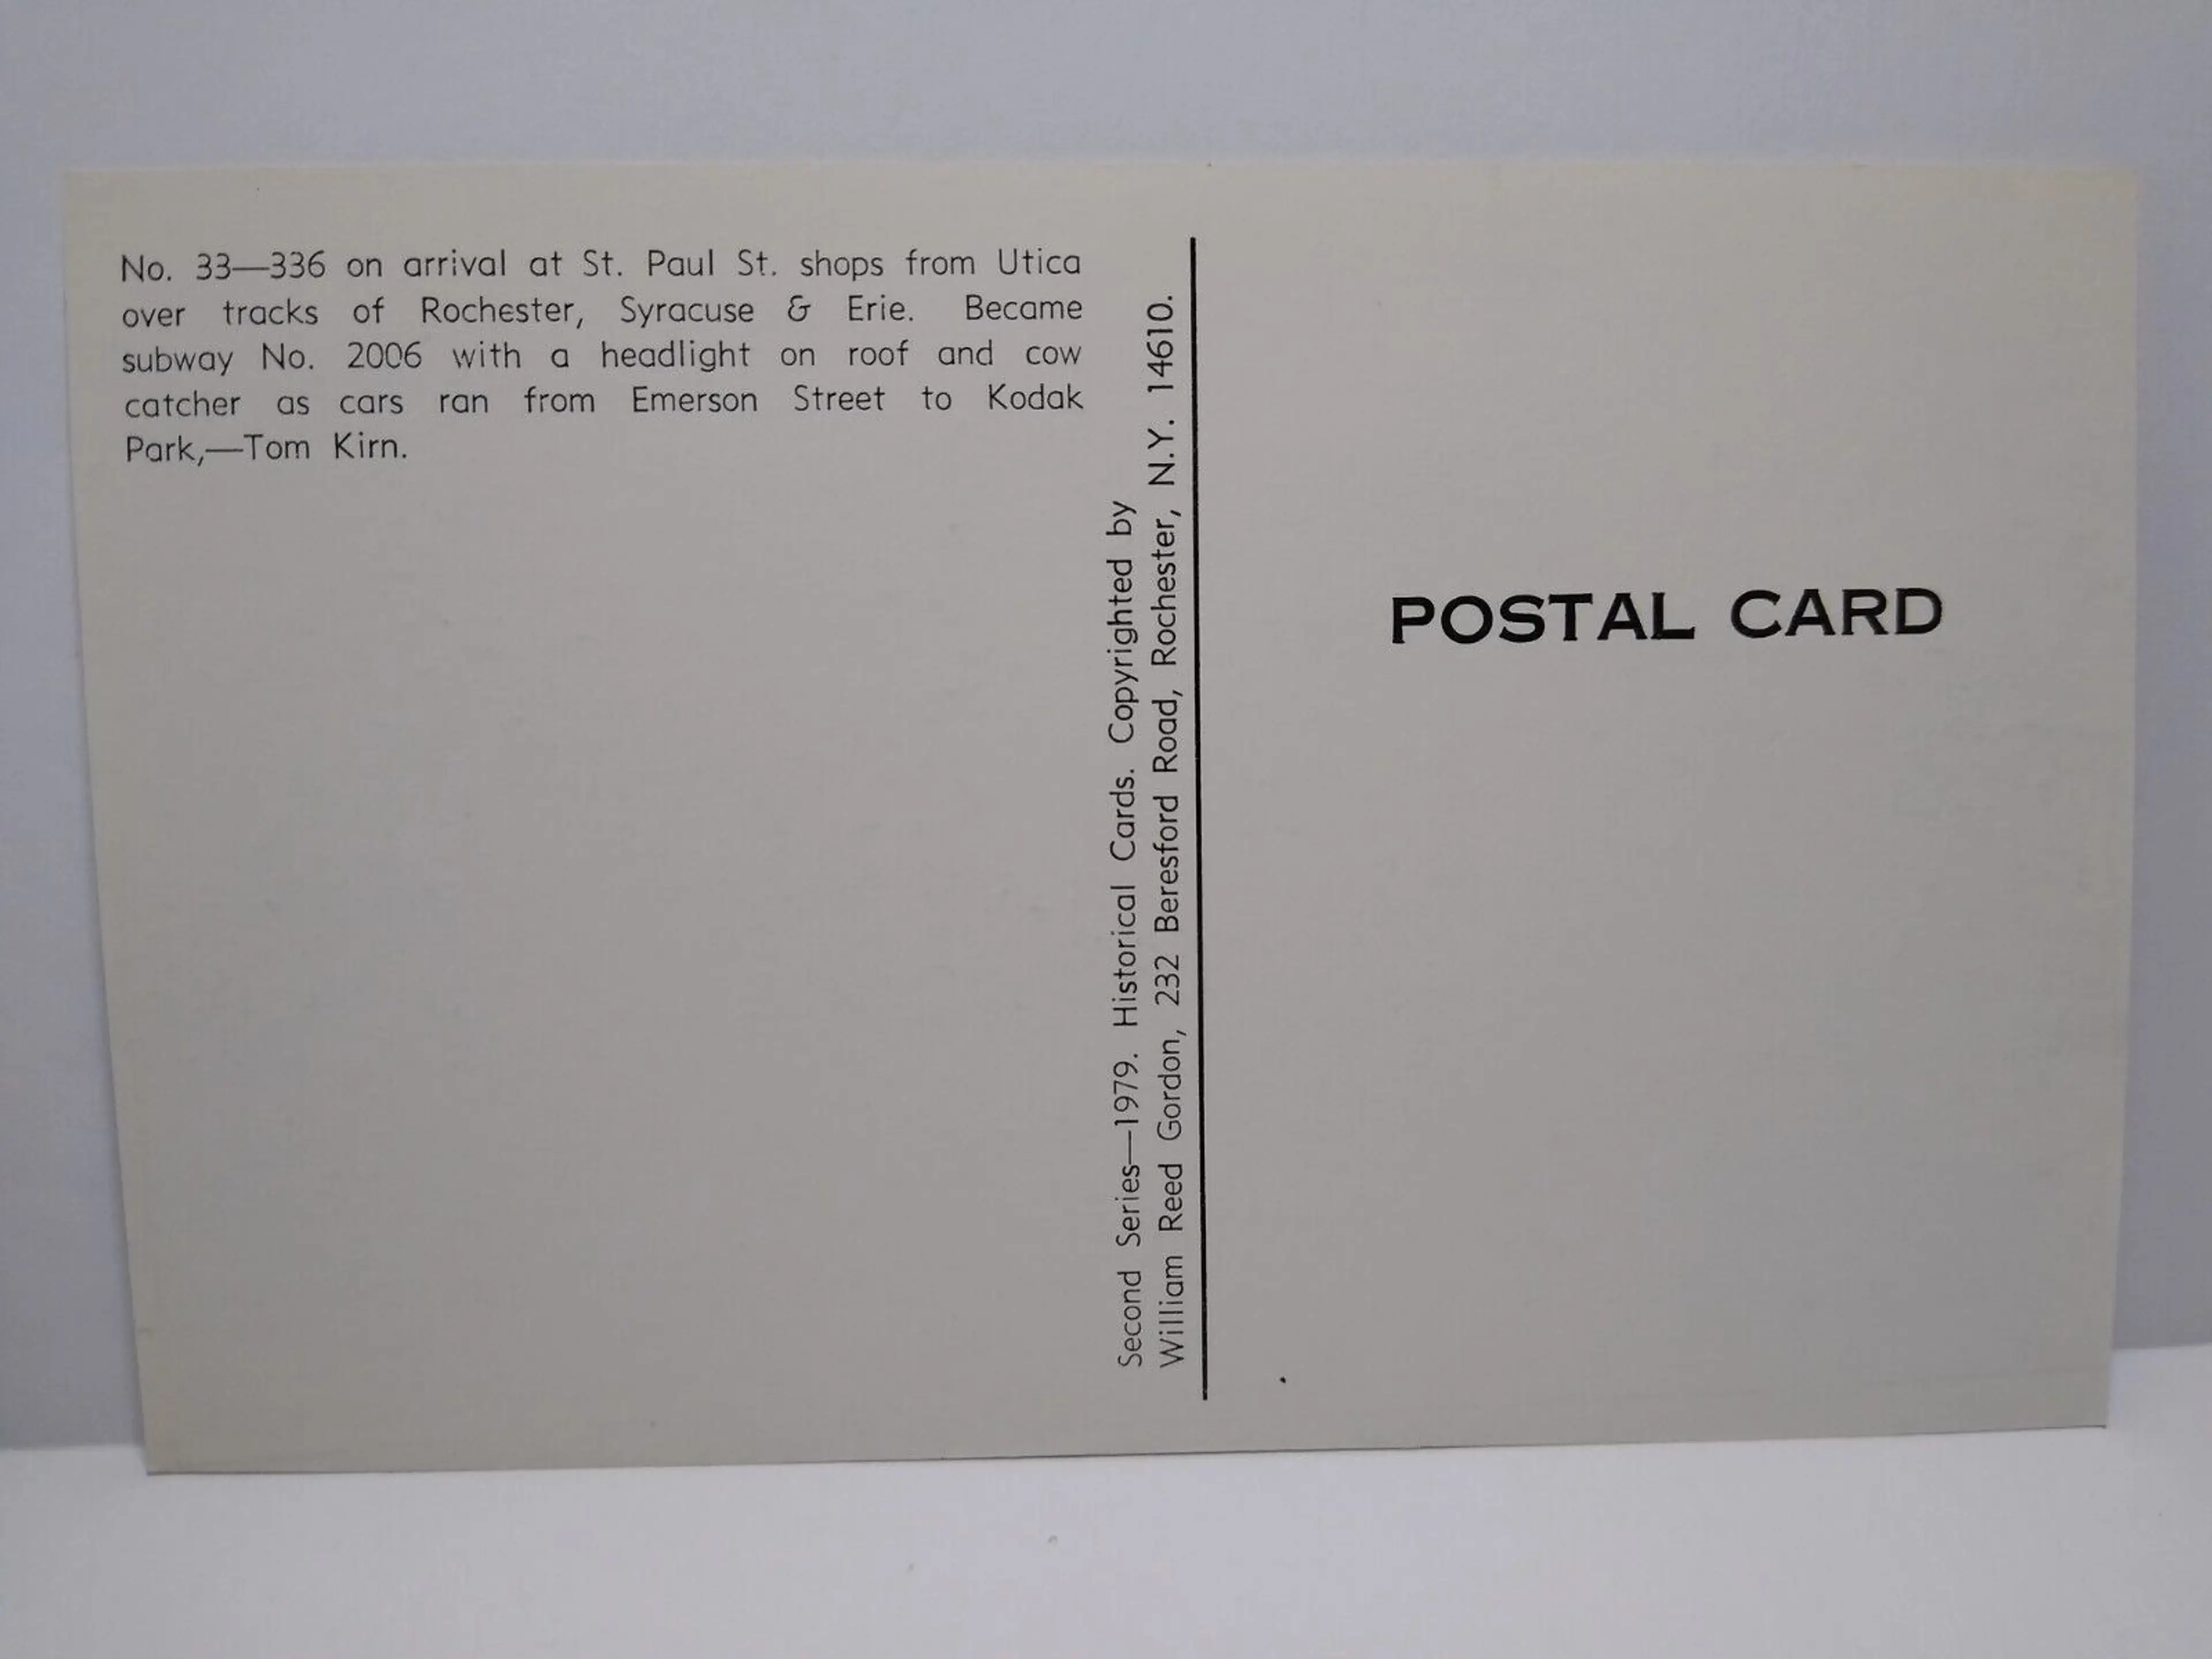 No. 33—336 on arrival at St. Paul St. shops from Utica
over tracks of Rochester, Syracuse & Erie. Became
subway No. 2006 with a headlight on roof and cow
catcher as cars ran from Emerson Street to Kodak
Park,—Tom Kirn.
Second Series—1979. Historical Cards. Copyrighted by
William Reed Gordon, 232 Beresford Road, Rochester, N.Y. 14610.
POSTAL CARD